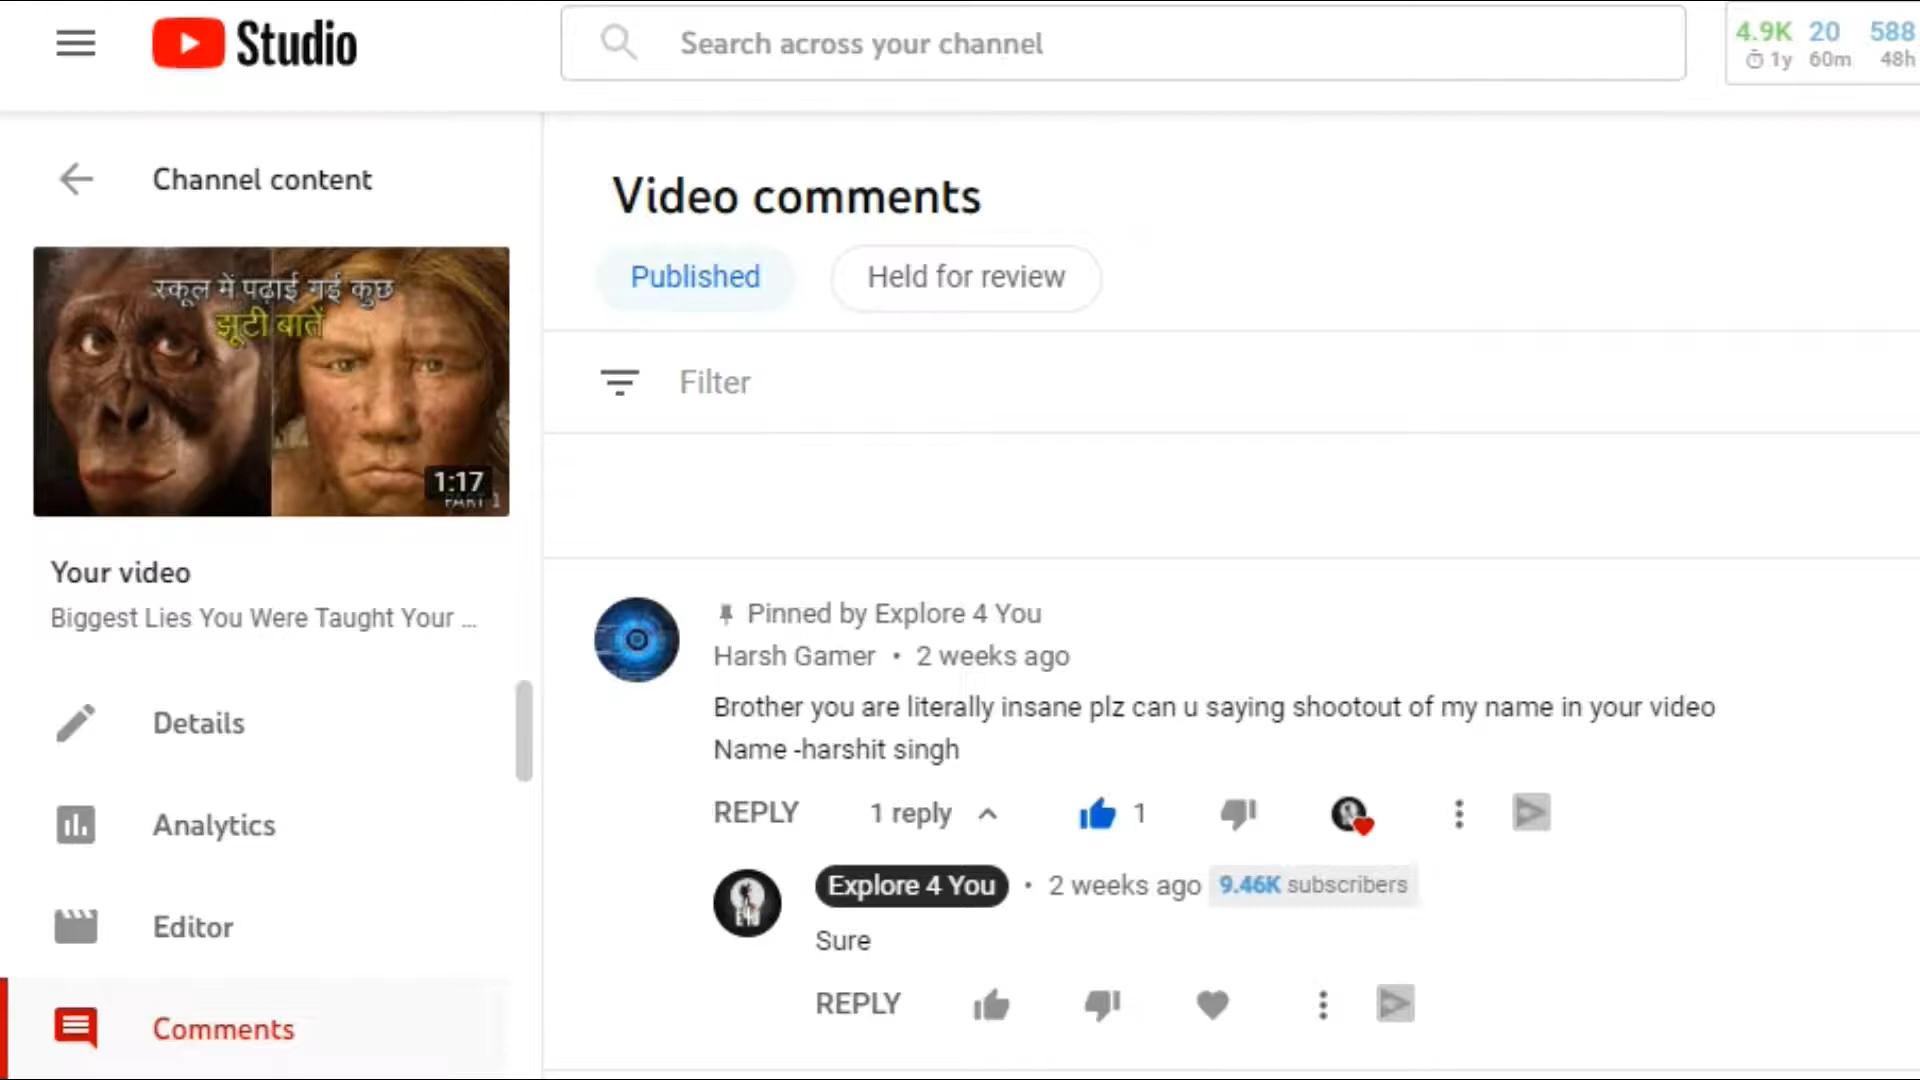 Studio
Search across your channel
4.9K 20 588
1y 60m 48h
Channel content
स्कूल में पढ़ाई गई कुछ
झूटी बातें
1:17
PART 1
Your video
Biggest Lies You Were Taught Your ...
Details
Analytics
Editor
Comments
Video comments
Published Held for review
Filter
Pinned by Explore 4 You
Harsh Gamer • 2 weeks ago
Brother you are literally insane plz can u saying shootout of my name in your video
Name -harshit singh
REPLY 1 reply 1
Explore 4 You • 2 weeks ago 9.46K subscribers
E4U
Sure
REPLY